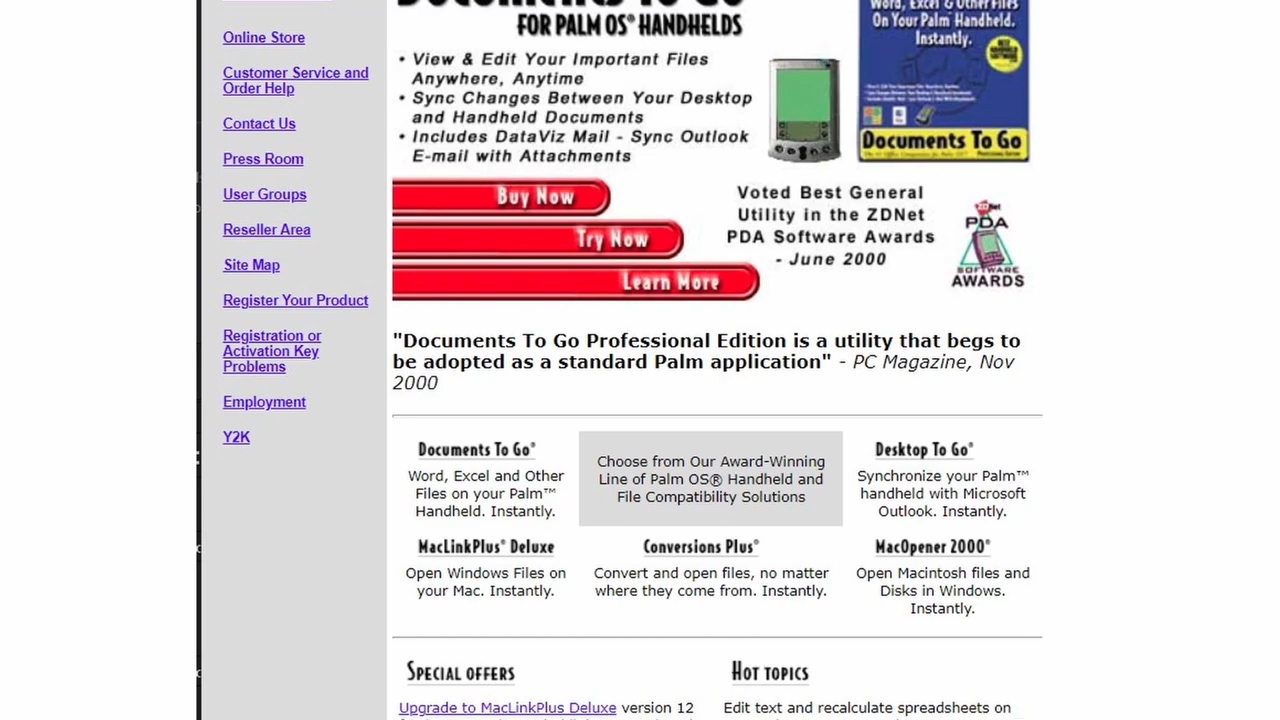 Online Store
Customer Service and
Order Help
Contact Us
Press Room
User Groups
Reseller Area
Site Map
Register Your Product
Registration or
Activation Key
Problems
Employment
Y2K
Documents To Go
FOR PALM OS® HANDHELDS
• View & Edit Your Important Files
Anywhere, Anytime
• Sync Changes Between Your Desktop
and Handheld Documents
• Includes DataViz Mail - Sync Outlook
E-mail with Attachments
Word, Excel & Other Files
On Your Palm Handheld.
Instantly.
Documents To Go
Buy Now
Try Now
Learn More
Voted Best General
Utility in the ZDNet
PDA Software Awards
- June 2000
ZDNet
PDA
SOFTWARE
AWARDS
"Documents To Go Professional Edition is a utility that begs to
be adopted as a standard Palm application" - PC Magazine, Nov
2000
Documents To Go®
Word, Excel and Other
Files on your Palm™
Handheld. Instantly.
Choose from Our Award-Winning
Line of Palm OS® Handheld and
File Compatibility Solutions
Desktop To Go®
Synchronize your Palm™
handheld with Microsoft
Outlook. Instantly.
MacLinkPlus® Deluxe
Open Windows Files on
your Mac. Instantly.
Conversions Plus®
Convert and open files, no matter
where they come from. Instantly.
MacOpener 2000®
Open Macintosh files and
Disks in Windows.
Instantly.
SPECIAL OFFERS
Upgrade to MacLinkPlus Deluxe version 12
HOT TOPICS
Edit text and recalculate spreadsheets on